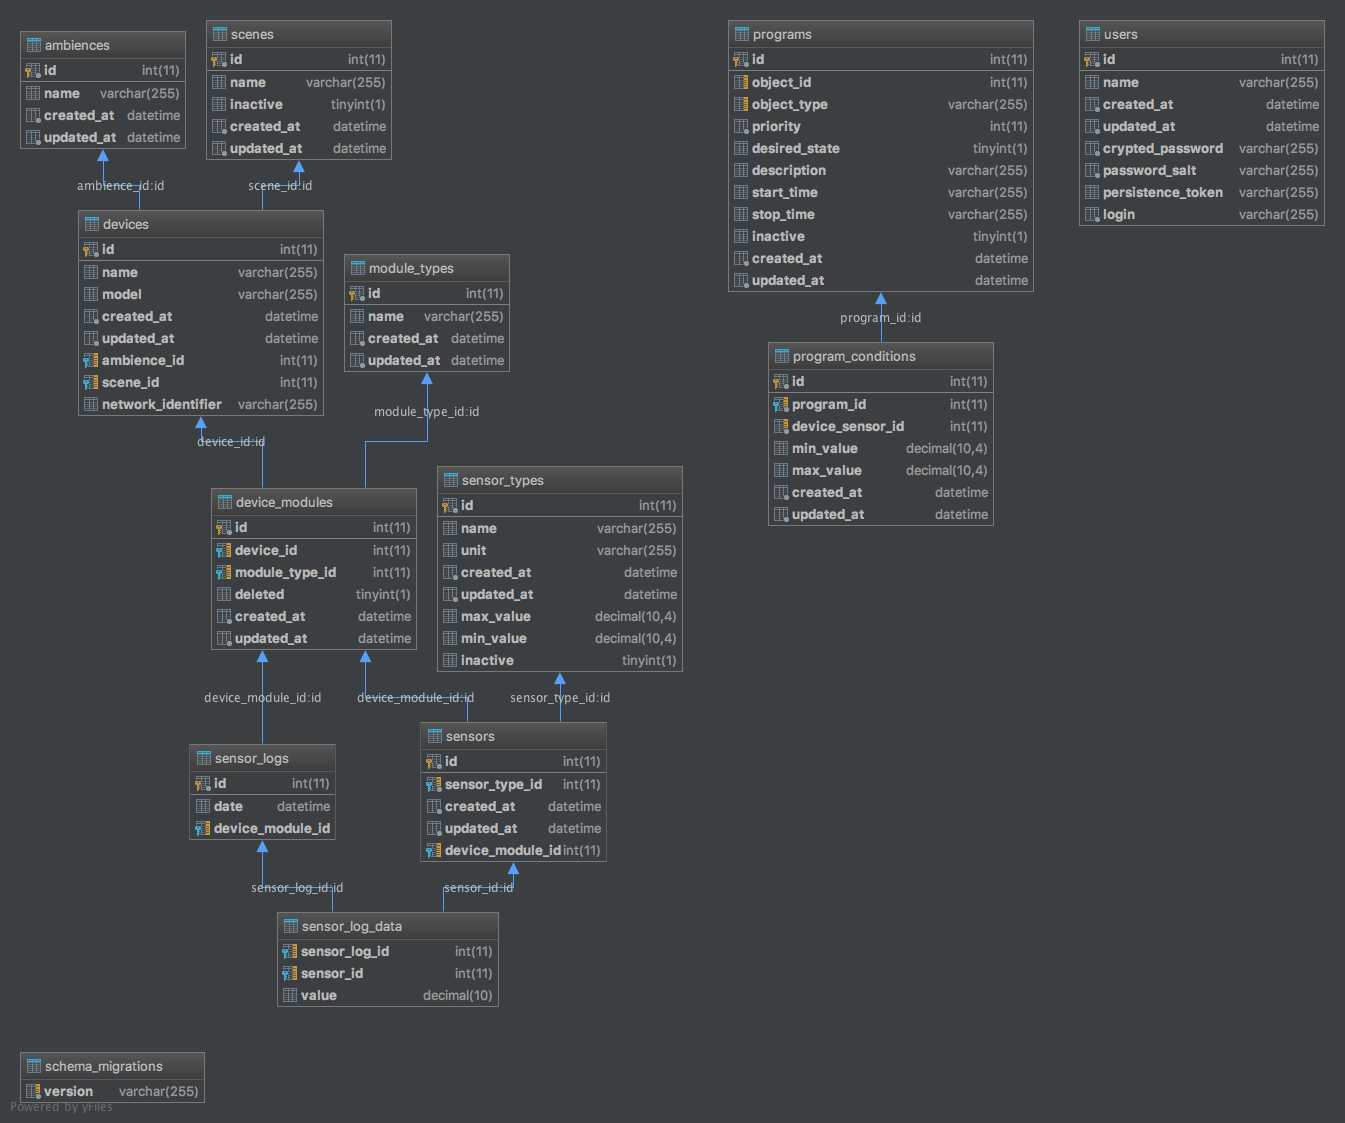 ambiences
id int(11)
name varchar(255)
created_at datetime
updated_at datetime
scenes
id int(11)
name varchar(255)
inactive tinyint(1)
created_at datetime
updated_at datetime
programs
id int(11)
object_id int(11)
object_type varchar(255)
priority int(11)
desired_state tinyint(1)
description varchar(255)
start_time varchar(255)
stop_time varchar(255)
inactive tinyint(1)
created_at datetime
updated_at datetime
users
id int(11)
name varchar(255)
created_at datetime
updated_at datetime
crypted_password varchar(255)
password_salt varchar(255)
persistence_token varchar(255)
login varchar(255)
ambience_id:id
scene_id:id
devices
id int(11)
name varchar(255)
model varchar(255)
created_at datetime
updated_at datetime
ambience_id int(11)
scene_id int(11)
network_identifier varchar(255)
module_types
id int(11)
name varchar(255)
created_at datetime
updated_at datetime
program_id:id
program_conditions
id int(11)
program_id int(11)
device_sensor_id int(11)
min_value decimal(10,4)
max_value decimal(10,4)
created_at datetime
updated_at datetime
module_type_id:id
device_id:id
device_modules
id int(11)
device_id int(11)
module_type_id int(11)
deleted tinyint(1)
created_at datetime
updated_at datetime
sensor_types
id int(11)
name varchar(255)
unit varchar(255)
created_at datetime
updated_at datetime
max_value decimal(10,4)
min_value decimal(10,4)
inactive tinyint(1)
device_module_id:id
device_module_id:id
sensor_type_id:id
sensor_logs
id int(11)
date datetime
device_module_id
sensors
id int(11)
sensor_type_id int(11)
created_at datetime
updated_at datetime
device_module_id int(11)
sensor_log_id:id
sensor_id:id
sensor_log_data
sensor_log_id int(11)
sensor_id int(11)
value decimal(10)
schema_migrations
version varchar(255)
Powered by yFiles